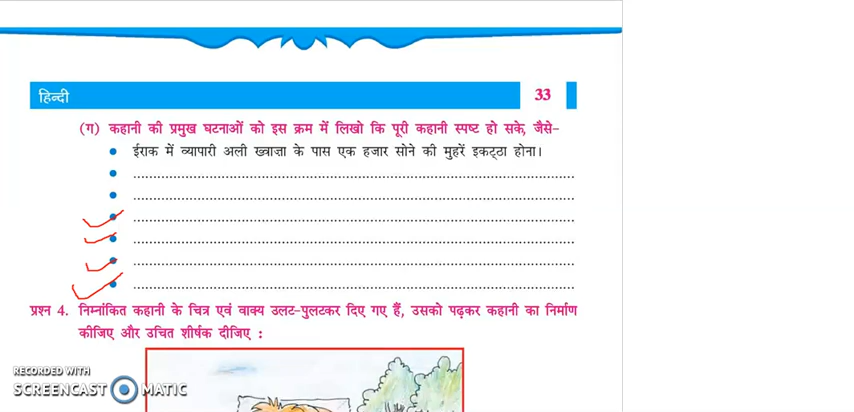 हिन्दी 33
(ग) कहानी की प्रमुख घटनाओं को इस क्रम में लिखो कि पूरी कहानी स्पष्ट हो सके, जैसे–
• ईराक में व्यापारी अली ख्वाज़ा के पास एक हजार सोने की मुहरें इकट्ठा होना।
• ........................................................................
• ........................................................................
• ........................................................................
• ........................................................................
• ........................................................................
• ........................................................................
प्रश्न 4. निम्नांकित कहानी के चित्र एवं वाक्य उलट-पुलटकर दिए गए हैं, उसको पढ़कर कहानी का निर्माण
कीजिए और उचित शीर्षक दीजिए :
RECORDED WITH
SCREENCAST MATIC